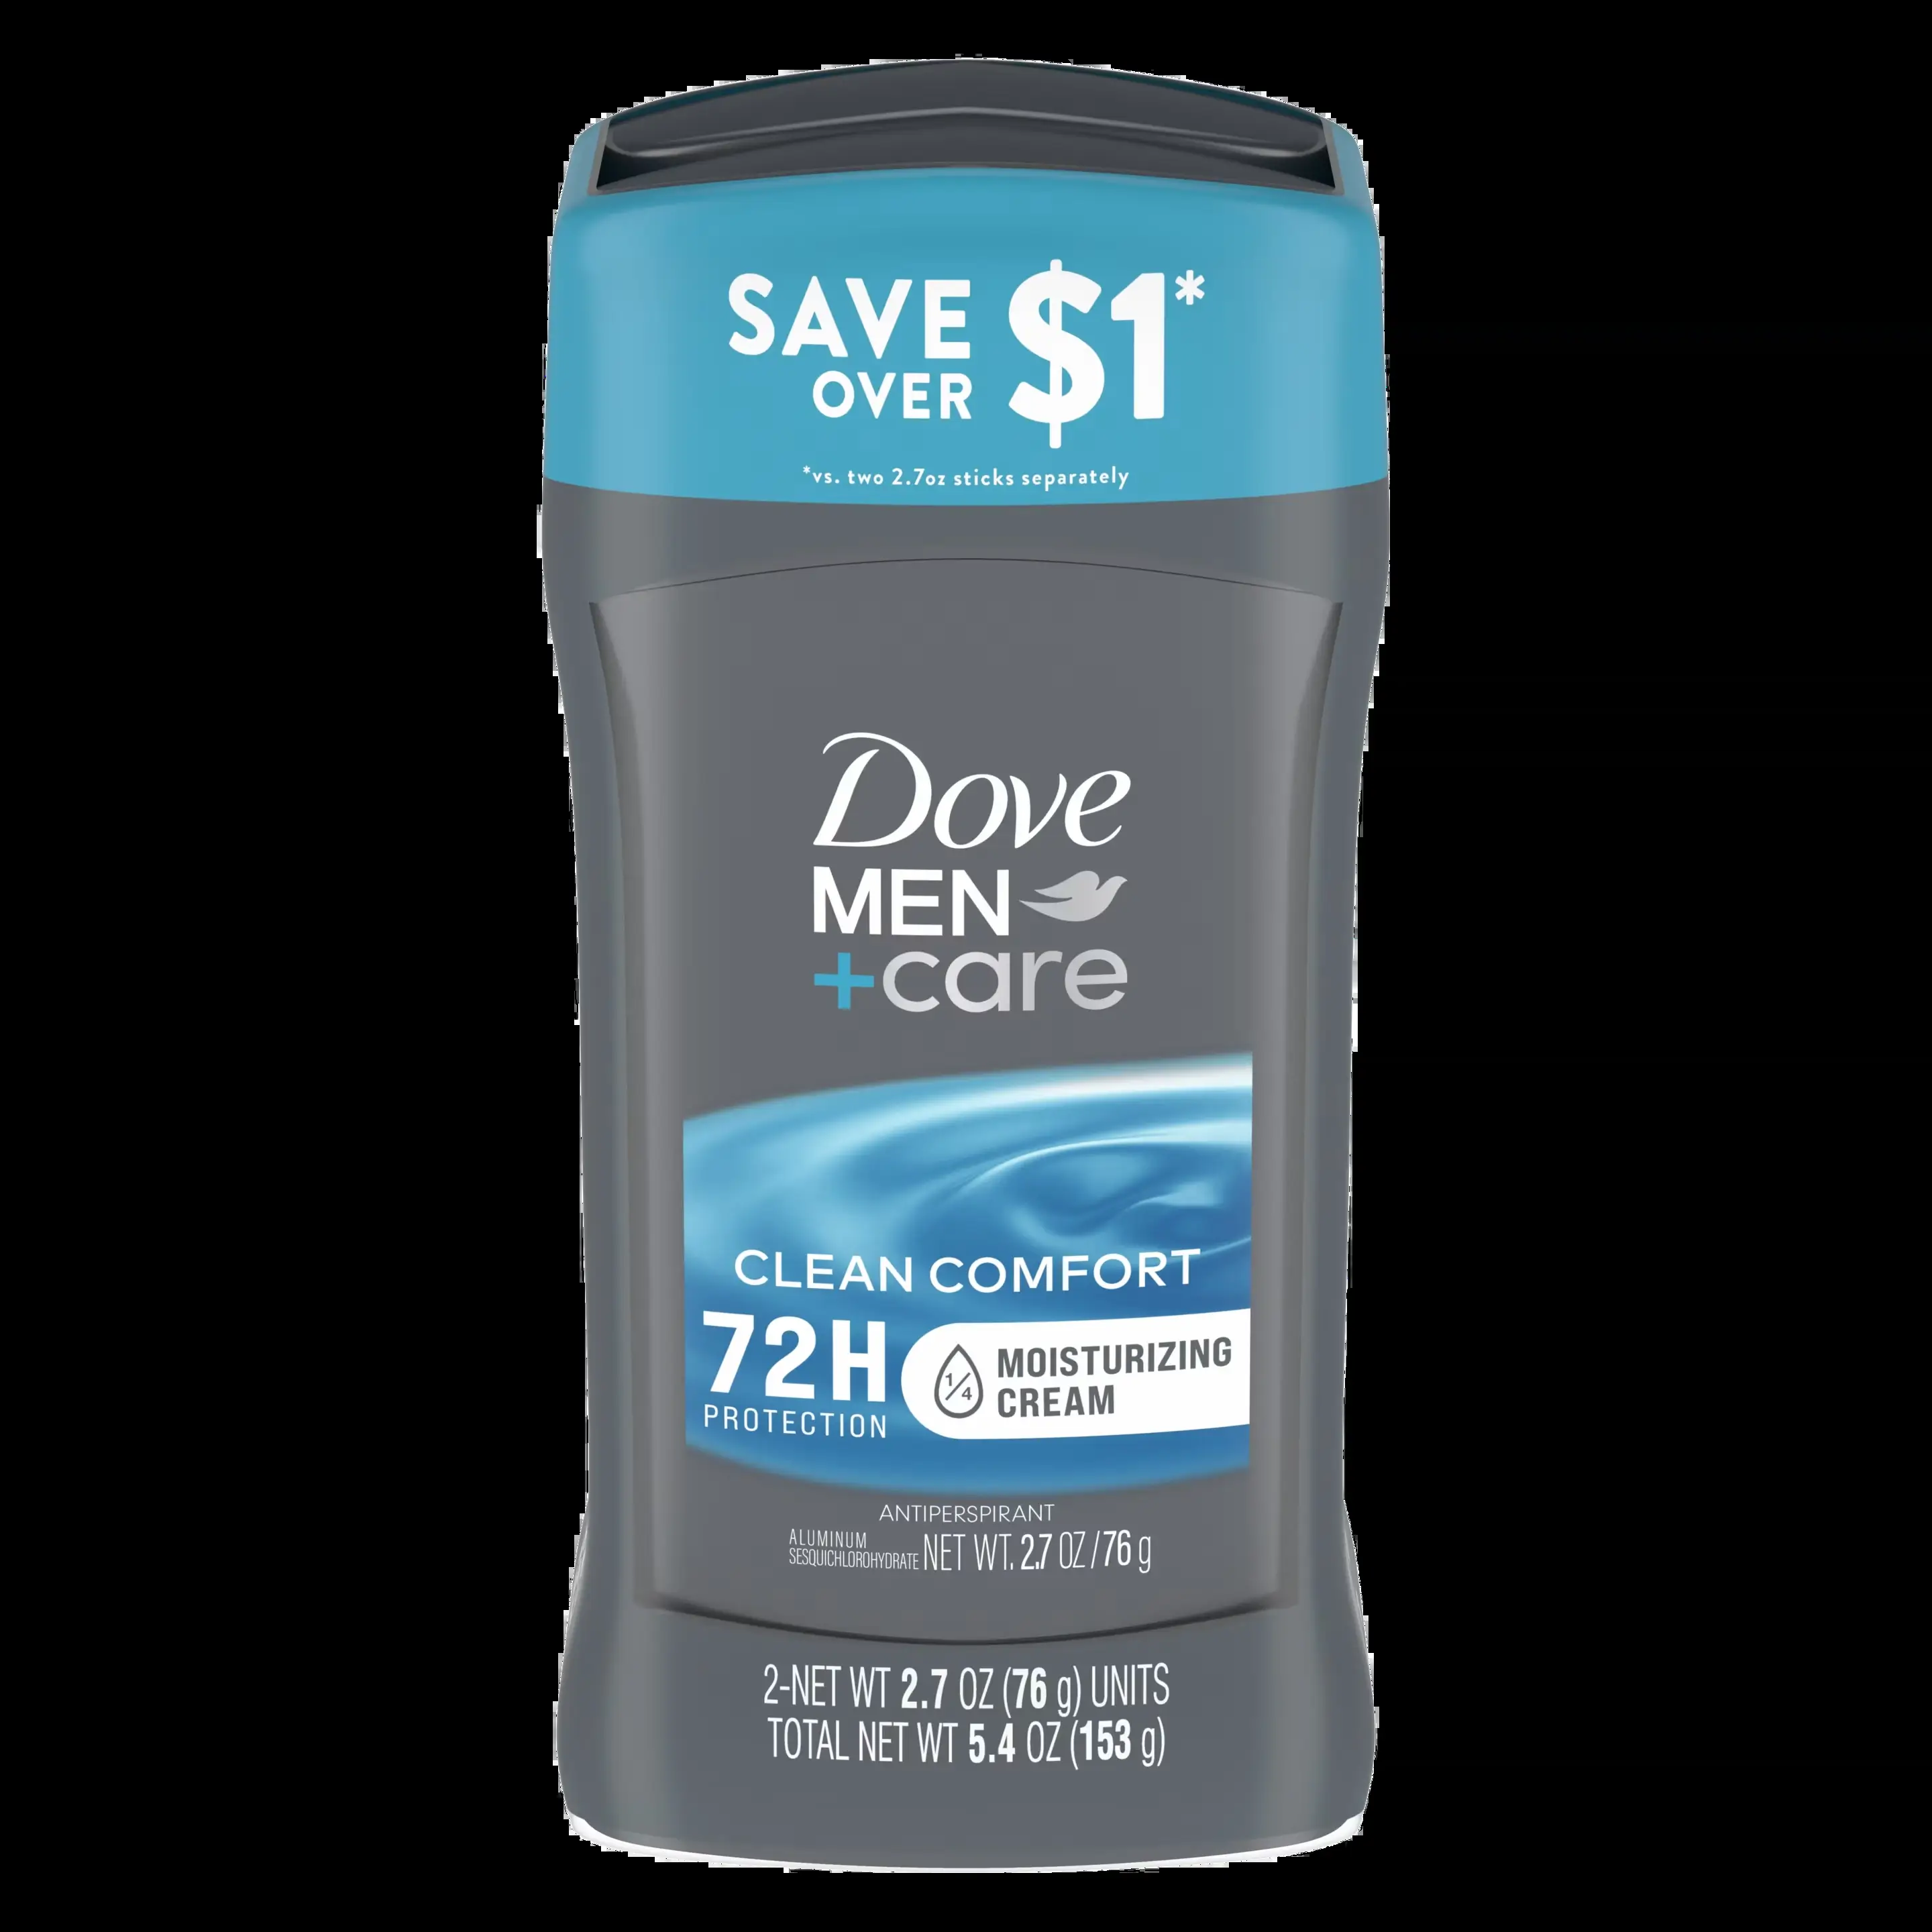 SAVE
OVER
$1*
*vs. two 2.7oz sticks separately
Dove
MEN
+care
CLEAN COMFORT
72H
PROTECTION
1/4
MOISTURIZING
CREAM
ANTIPERSPIRANT
ALUMINUM
SESQUICHLOROHYDRATE
NET WT. 2.7 OZ/76 g
2-NET WT 2.7 OZ (76 g) UNITS
TOTAL NET WT 5.4 OZ (153 g)